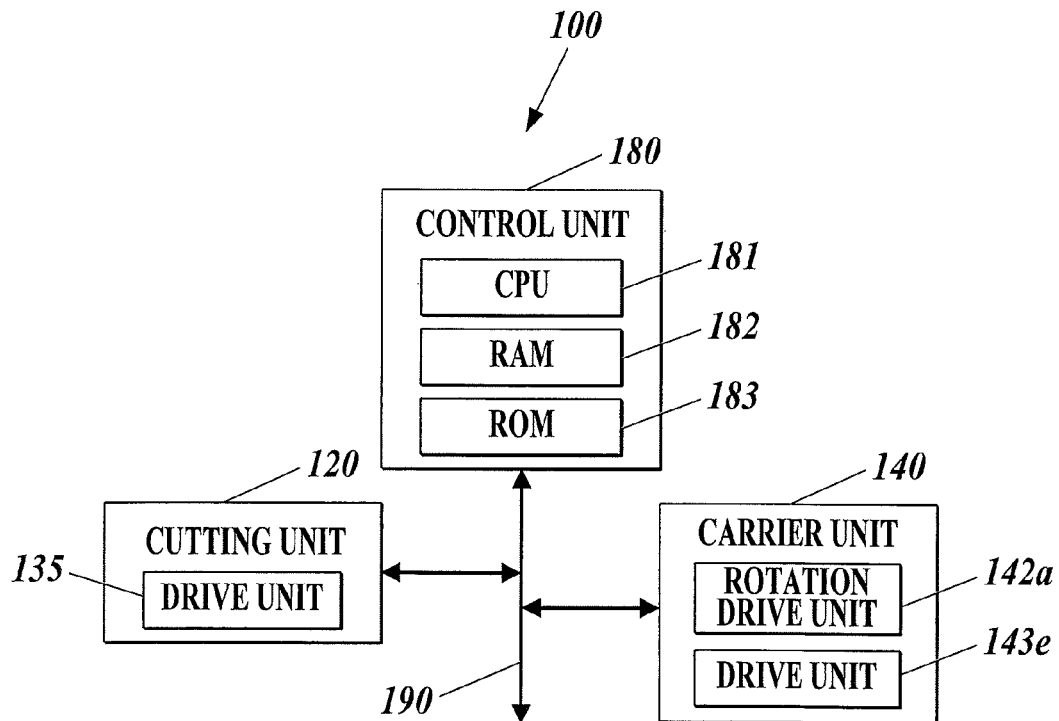 100
180
CONTROL UNIT
CPU
181
RAM
182
ROM
183
120
CUTTING UNIT
135
DRIVE UNIT
140
CARRIER UNIT
ROTATION
DRIVE UNIT
142a
DRIVE UNIT
143e
190